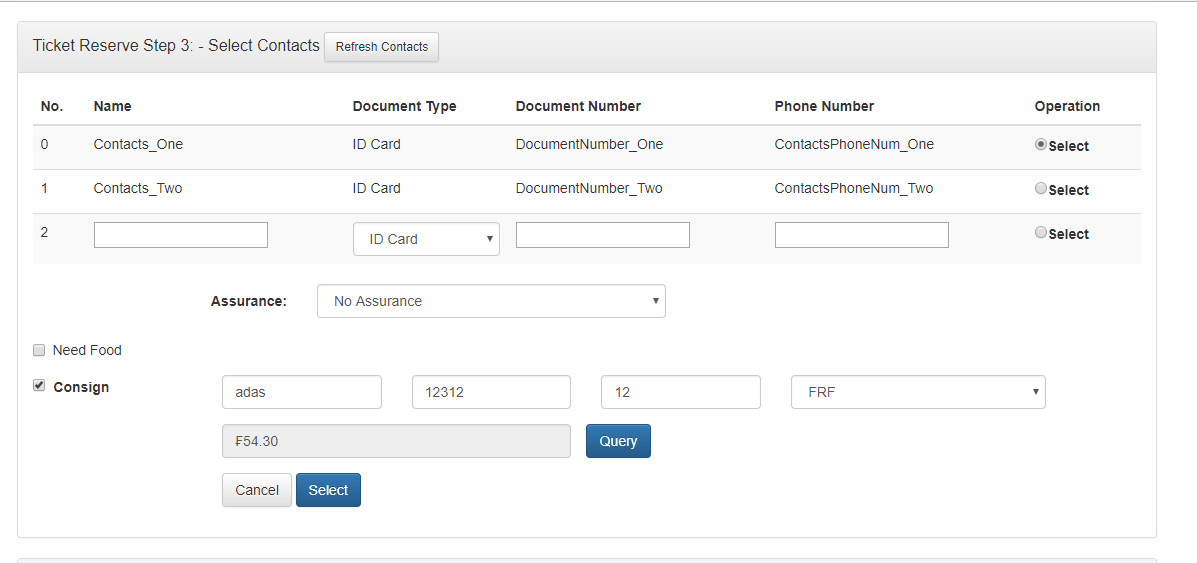 Ticket Reserve Step 3: - Select Contacts Refresh Contacts
No. Name Document Type Document Number Phone Number Operation
0 Contacts_One ID Card DocumentNumber_One ContactsPhoneNum_One Select
1 Contacts_Two ID Card DocumentNumber_Two ContactsPhoneNum_Two Select
2 ID Card Select
Assurance: No Assurance
Need Food
Consign adas 12312 12 FRF
₣54.30 Query
Cancel Select